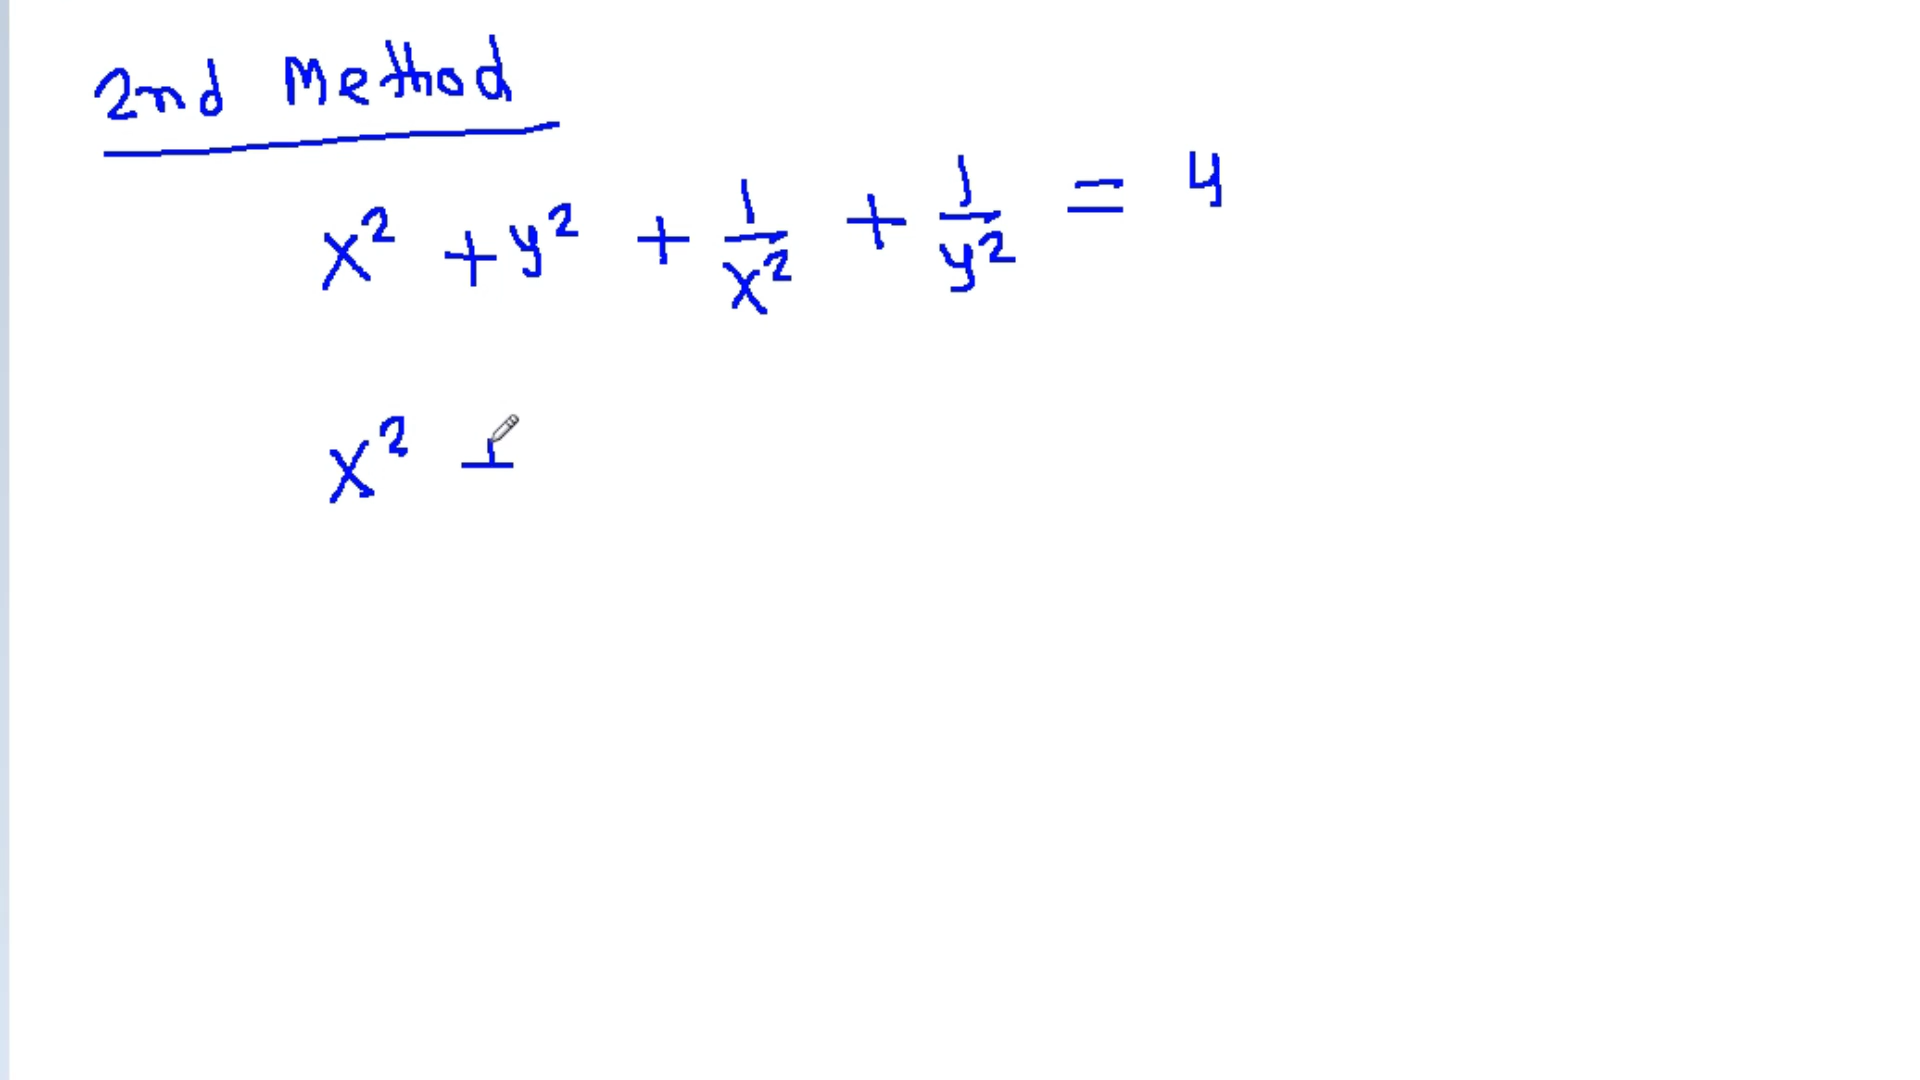 2nd Method
x² + y² + 1/x² + 1/y² = 4
x²